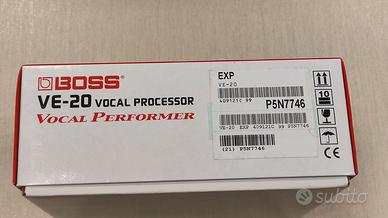 BOSS
VE-20 VOCAL PROCESSOR
VOCAL PERFORMER
EXP
VE-20
409121C 99 P5N7746
VE-20 EXP 409121C 99 P5N7746
(21) P5N7746
10
CE
subito